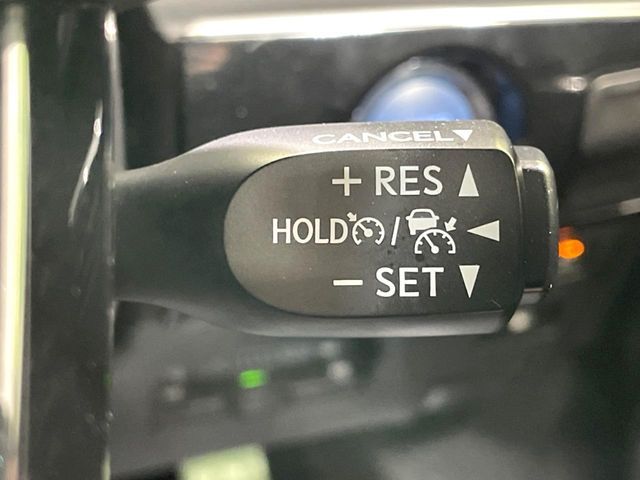 CANCEL▼
+ RES ▲
HOLD / ◀
− SET ▼